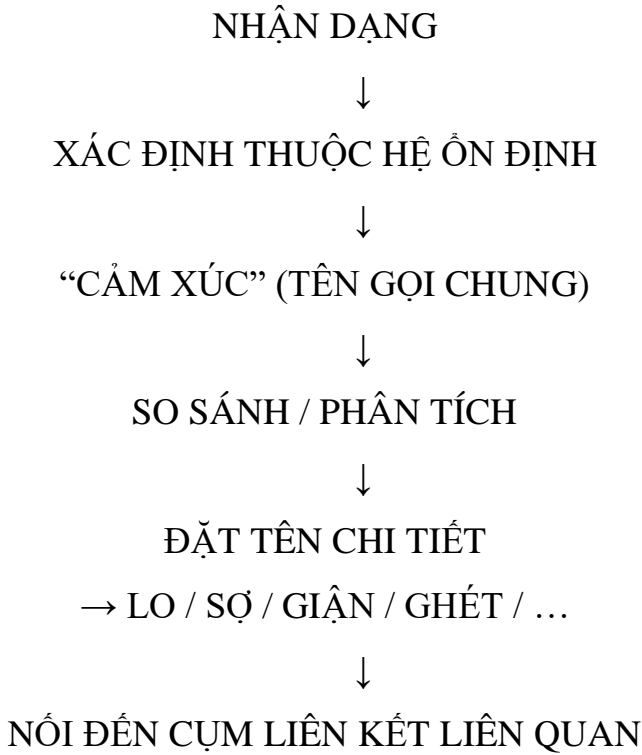 NHẬN DẠNG
↓
XÁC ĐỊNH THUỘC HỆ ỔN ĐỊNH
↓
“CẢM XÚC” (TÊN GỌI CHUNG)
↓
SO SÁNH / PHÂN TÍCH
↓
ĐẶT TÊN CHI TIẾT
→ LO / SỢ / GIẬN / GHÉT / …
↓
NỐI ĐẾN CỤM LIÊN KẾT LIÊN QUAN